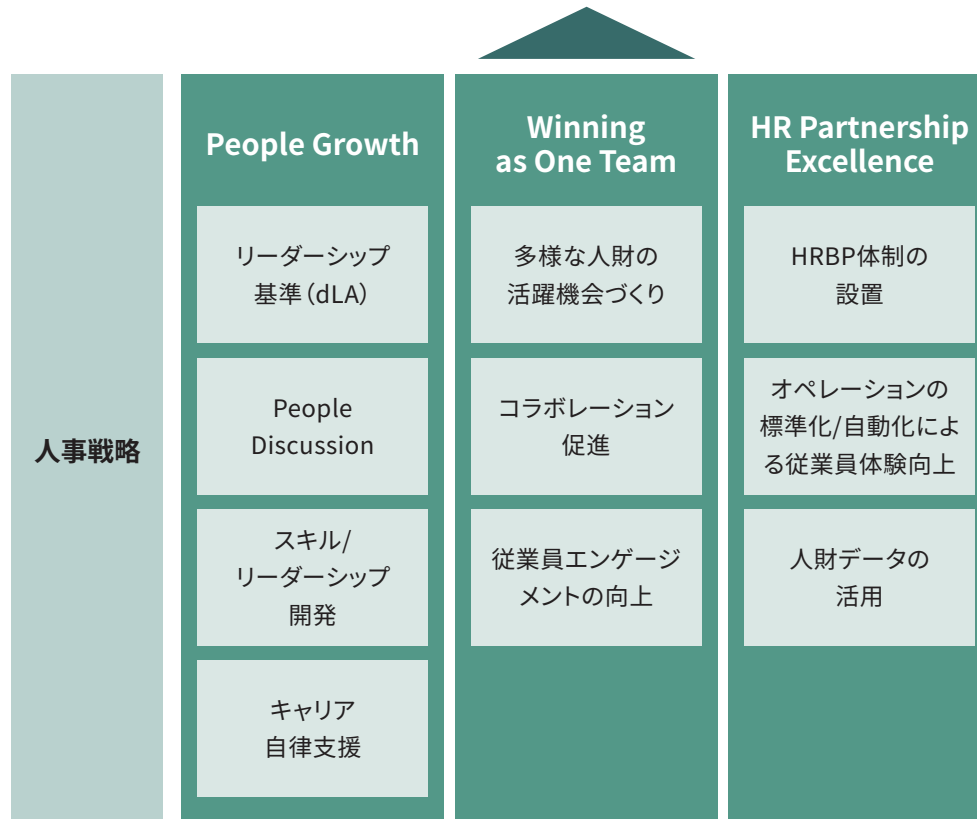 人事戦略
People Growth
リーダーシップ
基準（dLA）
People
Discussion
スキル/
リーダーシップ
開発
キャリア
自律支援
Winning
as One Team
多様な人財の
活躍機会づくり
コラボレーション
促進
従業員エンゲージ
メントの向上
HR Partnership
Excellence
HRBP体制の
設置
オペレーションの
標準化/自動化によ
る従業員体験向上
人財データの
活用